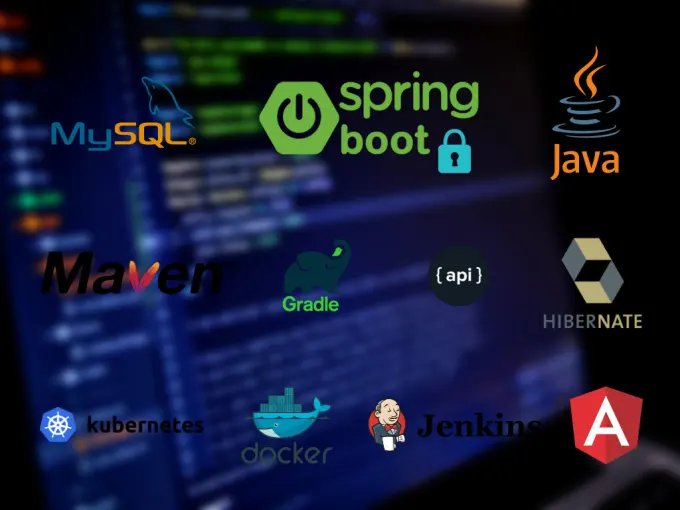 MySQL®
spring
boot
Java
Maven
Gradle
{ api }
HIBERNATE
kubernetes
docker
Jenkins
A